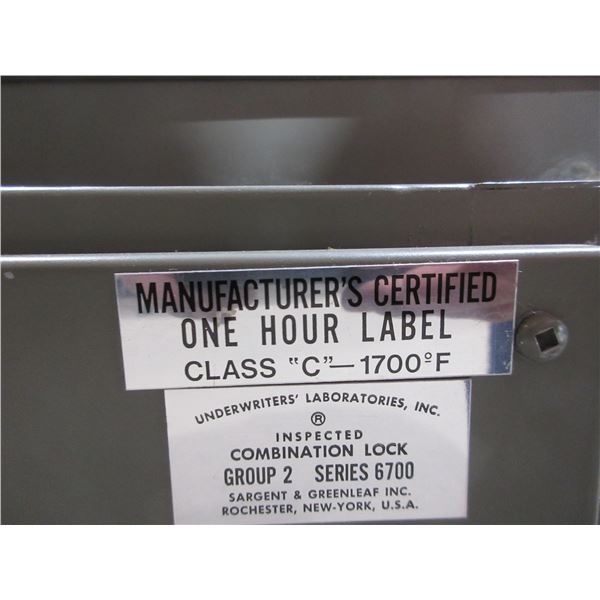 MANUFACTURER'S CERTIFIED
ONE HOUR LABEL
CLASS "C"—1700°F
UNDERWRITERS' LABORATORIES, INC.
®
INSPECTED
COMBINATION LOCK
GROUP 2 SERIES 6700
SARGENT & GREENLEAF INC.
ROCHESTER, NEW-YORK, U.S.A.